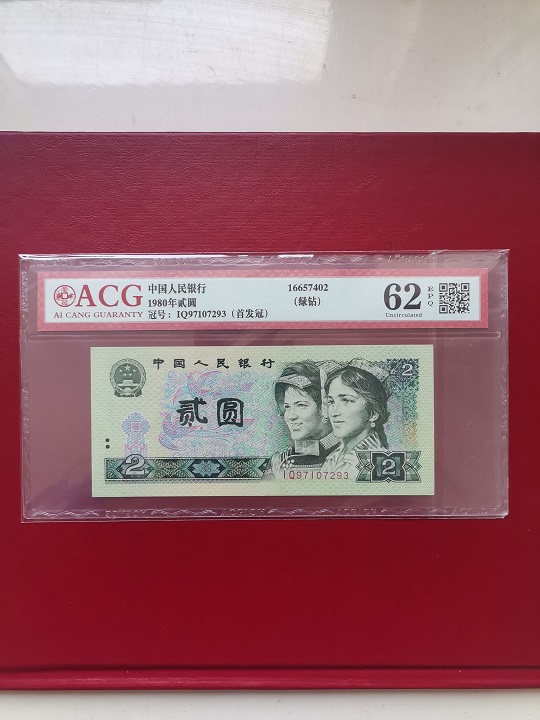 ACG
AI CANG GUARANTY
中国人民银行
1980年贰圆
冠号：IQ97107293（首发冠）
16657402
（绿钻）
62
EPQ
Uncirculated
中国人民银行
贰圆
2
2
2
IQ97107293